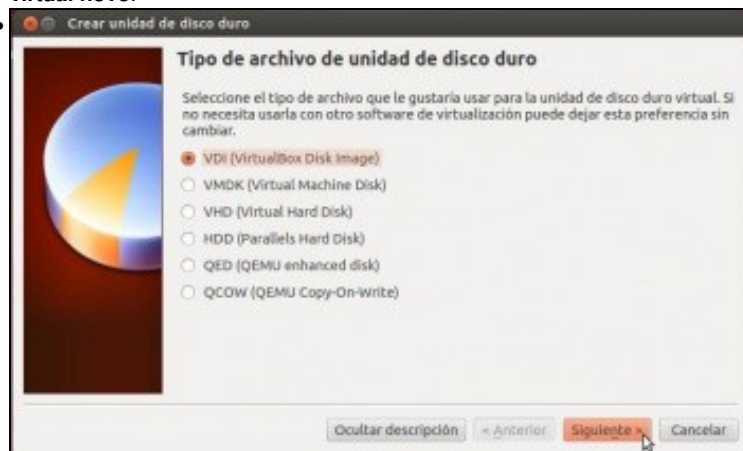 virtual novo.
Crear unidad de disco duro
Tipo de archivo de unidad de disco duro
Seleccione el tipo de archivo que le gustaria usar para la unidad de disco duro virtual. Si
no necesita usarla con otro software de virtualización puede dejar esta preferencia sin
cambiar.
VDI (VirtualBox Disk Image)
VMDK (Virtual Machine Disk)
VHD (Virtual Hard Disk)
HDD (Parallels Hard Disk)
QED (QEMU enhanced disk)
QCOW (QEMU Copy-On-Write)
Ocultar descripción < Anterior Siguiente > Cancelar